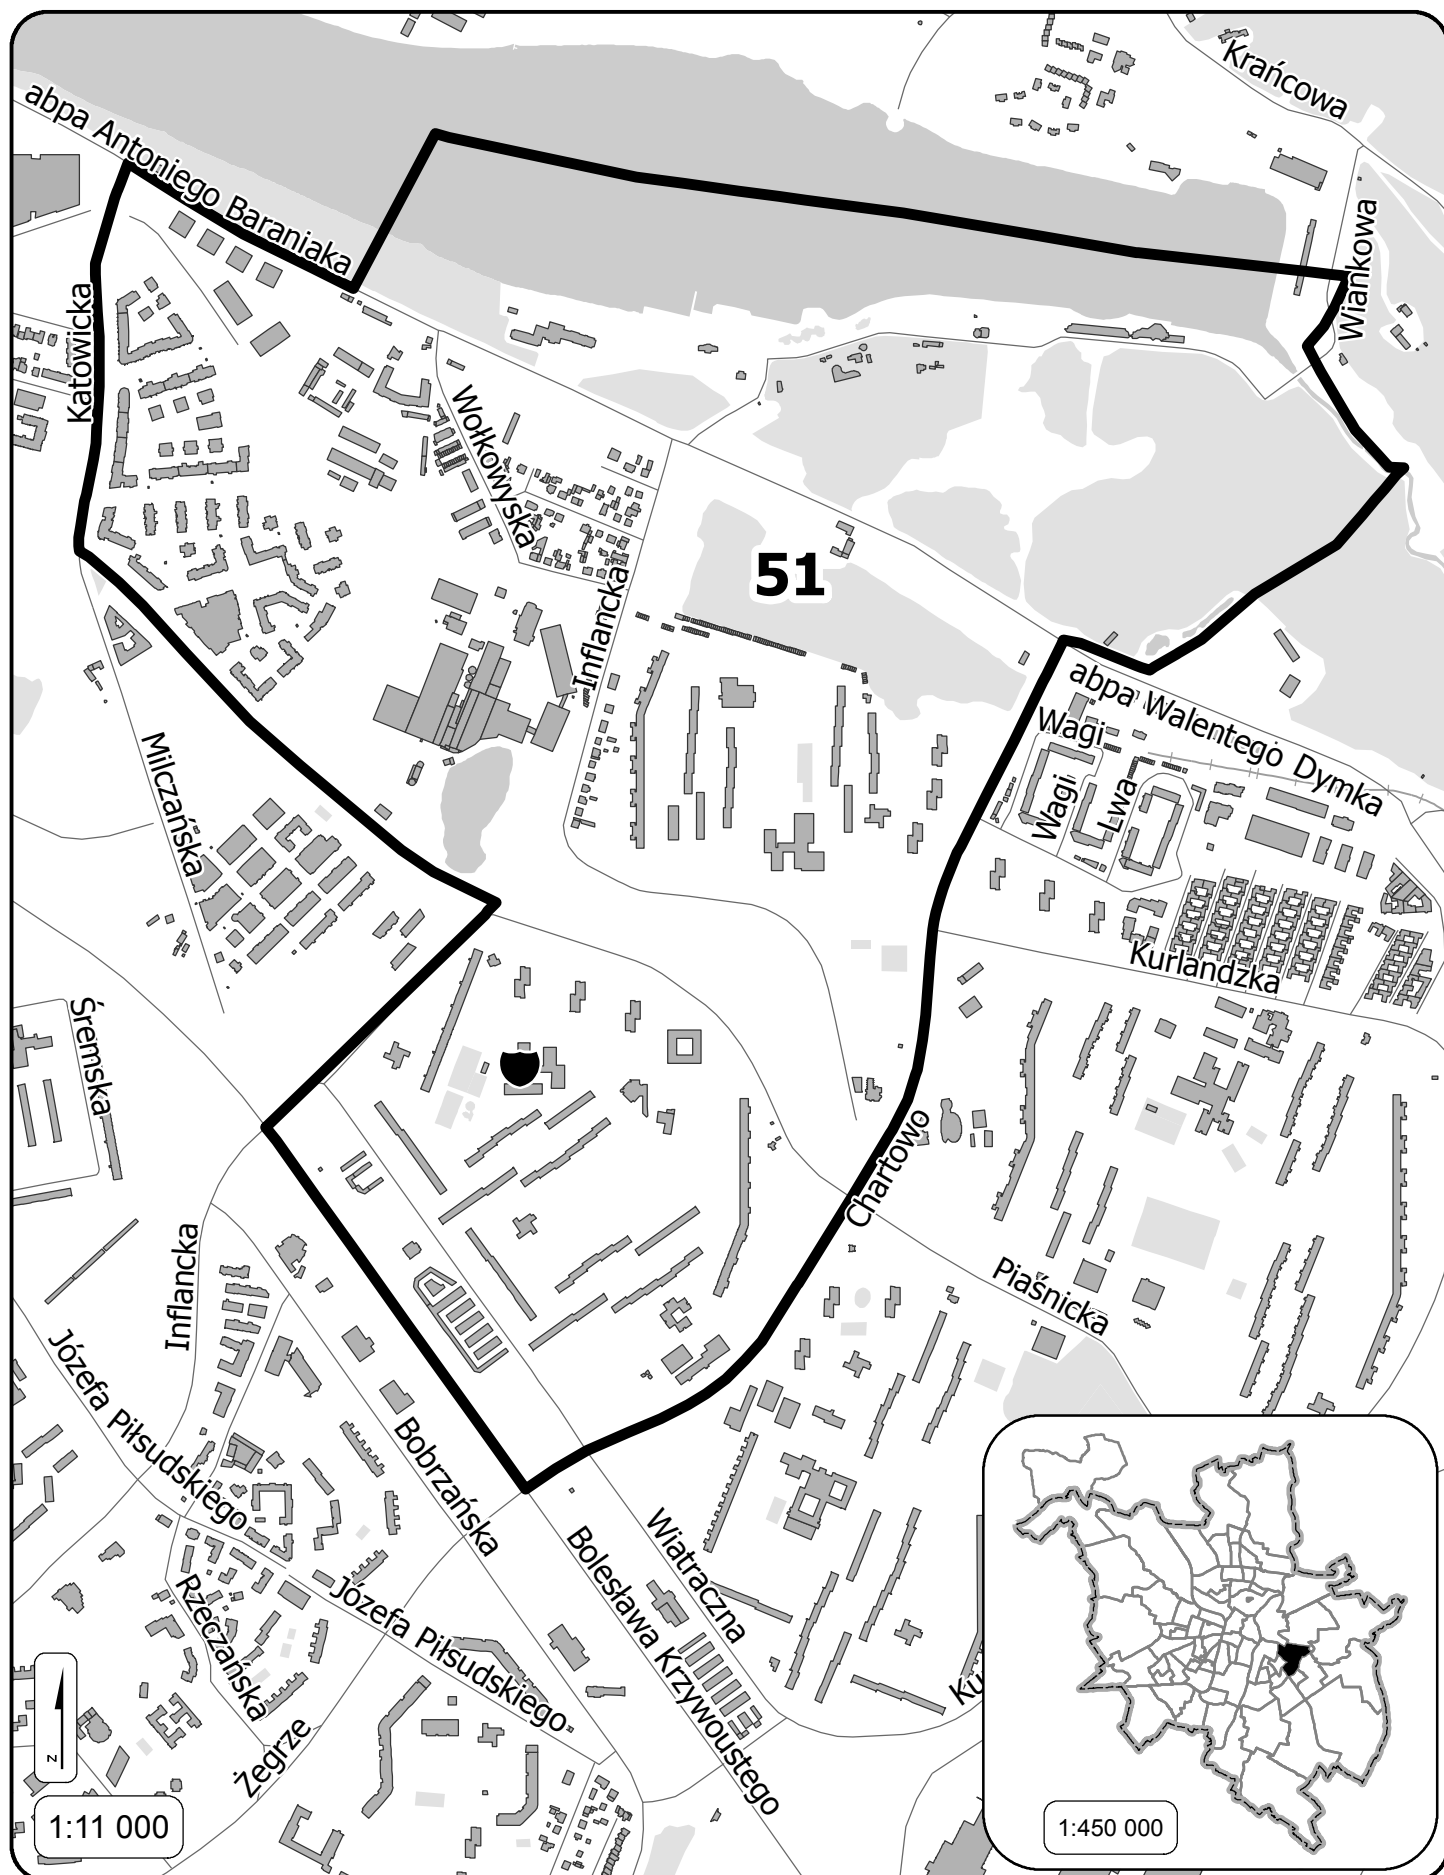 Krańcowa
abpa Antoniego Baraniaka
Wiankowa
Katowicka
Wołkowyska
51
Inflancka
abpa Walentego Dymka
Wagi
Wagi
Lwa
Milczańska
Kurlandzka
Śremska
Chartowo
Inflancka
Piaśnicka
Józefa Piłsudskiego
Bobrzańska
Wiatraczna
Bolesława Krzywoustego
Rzeczańska
Józefa Piłsudskiego
Ku
Żegrze
N
1:11 000
1:450 000